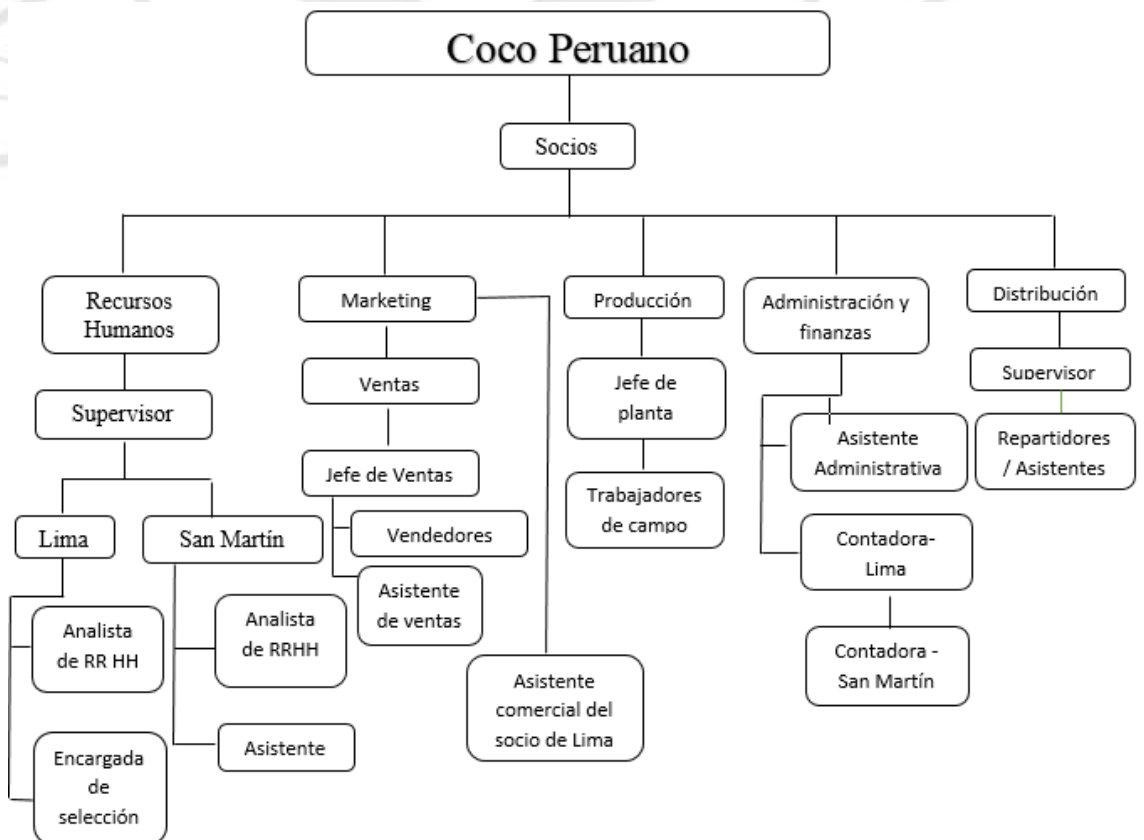 Coco Peruano
Socios
Recursos
Humanos
Marketing
Producción
Administración y
finanzas
Distribución
Supervisor
Ventas
Jefe de
planta
Supervisor
Jefe de Ventas
Asistente
Administrativa
Repartidores
/ Asistentes
Lima
San Martín
Vendedores
Trabajadores
de campo
Contadora-
Lima
Asistente
de ventas
Analista
de RR HH
Analista
de RRHH
Contadora -
San Martín
Asistente
comercial del
socio de Lima
Asistente
Encargada
de
selección